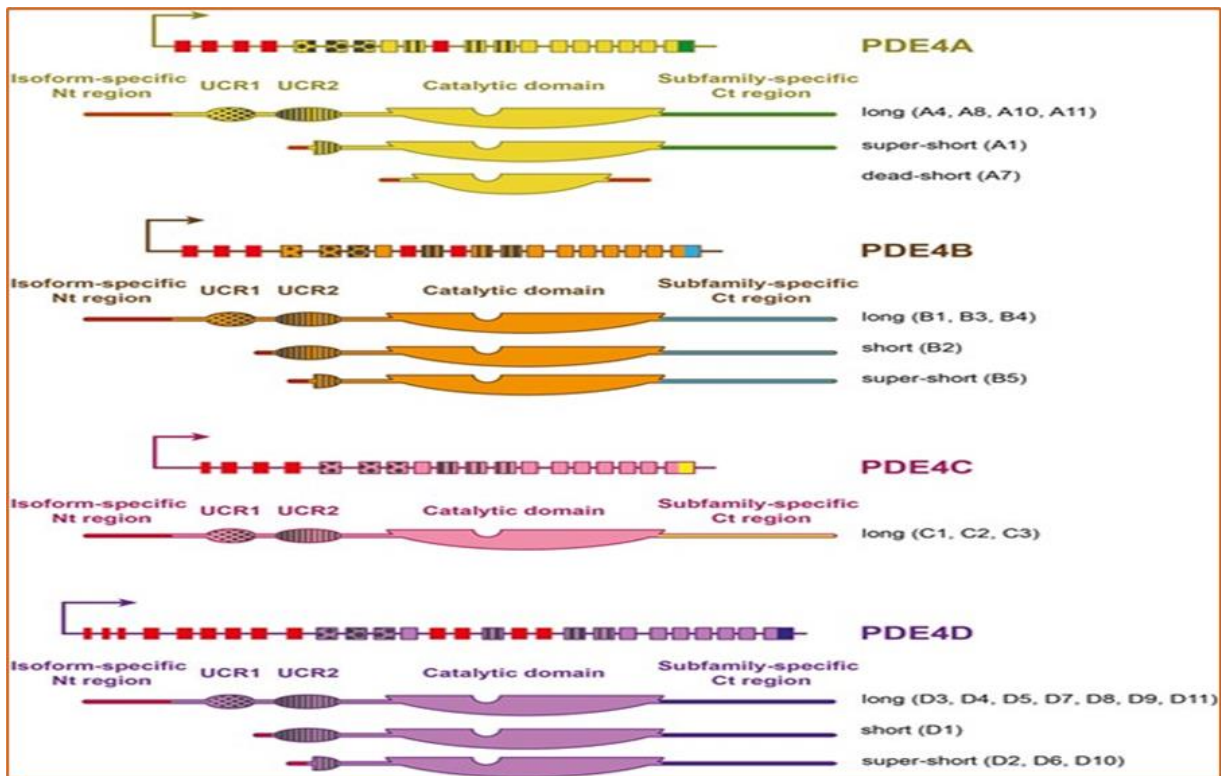 PDE4A
Isoform-specific
Nt region
UCR1 UCR2
Catalytic domain
Subfamily-specific
Ct region
long (A4, A8, A10, A11)
super-short (A1)
dead-short (A7)
PDE4B
Isoform-specific
Nt region
UCR1 UCR2
Catalytic domain
Subfamily-specific
Ct region
long (B1, B3, B4)
short (B2)
super-short (B5)
PDE4C
Isoform-specific
Nt region
UCR1 UCR2
Catalytic domain
Subfamily-specific
Ct region
long (C1, C2, C3)
PDE4D
Isoform-specific
Nt region
UCR1 UCR2
Catalytic domain
Subfamily-specific
Ct region
long (D3, D4, D5, D7, D8, D9, D11)
short (D1)
super-short (D2, D6, D10)